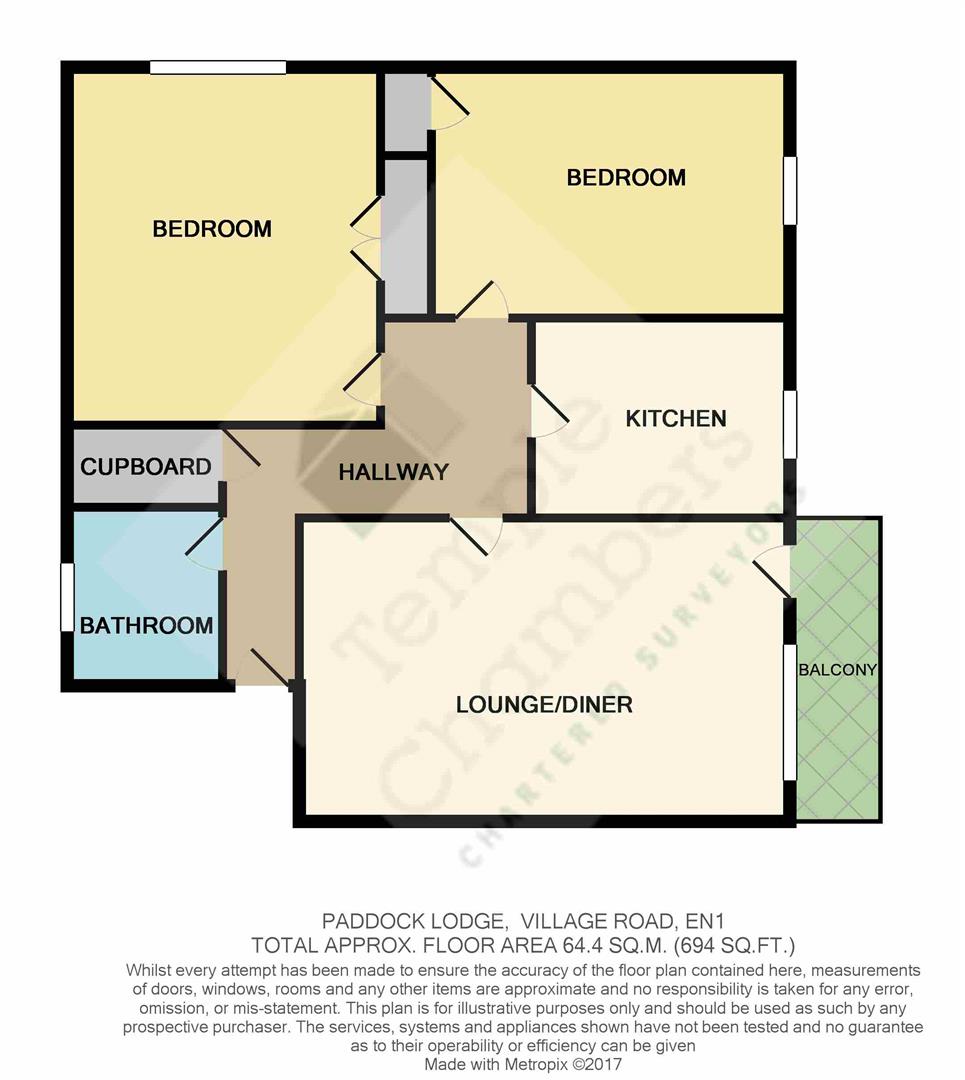 BEDROOM
BEDROOM
KITCHEN
CUPBOARD
HALLWAY
BATHROOM
BALCONY
LOUNGE/DINER
Temple
Chambers
CHARTERED SURVEYORS
PADDOCK LODGE, VILLAGE ROAD, EN1
TOTAL APPROX. FLOOR AREA 64.4 SQ.M. (694 SQ.FT.)
Whilst every attempt has been made to ensure the accuracy of the floor plan contained here, measurements
of doors, windows, rooms and any other items are approximate and no responsibility is taken for any error,
omission, or mis-statement. This plan is for illustrative purposes only and should be used as such by any
prospective purchaser. The services, systems and appliances shown have not been tested and no guarantee
as to their operability or efficiency can be given
Made with Metropix ©2017